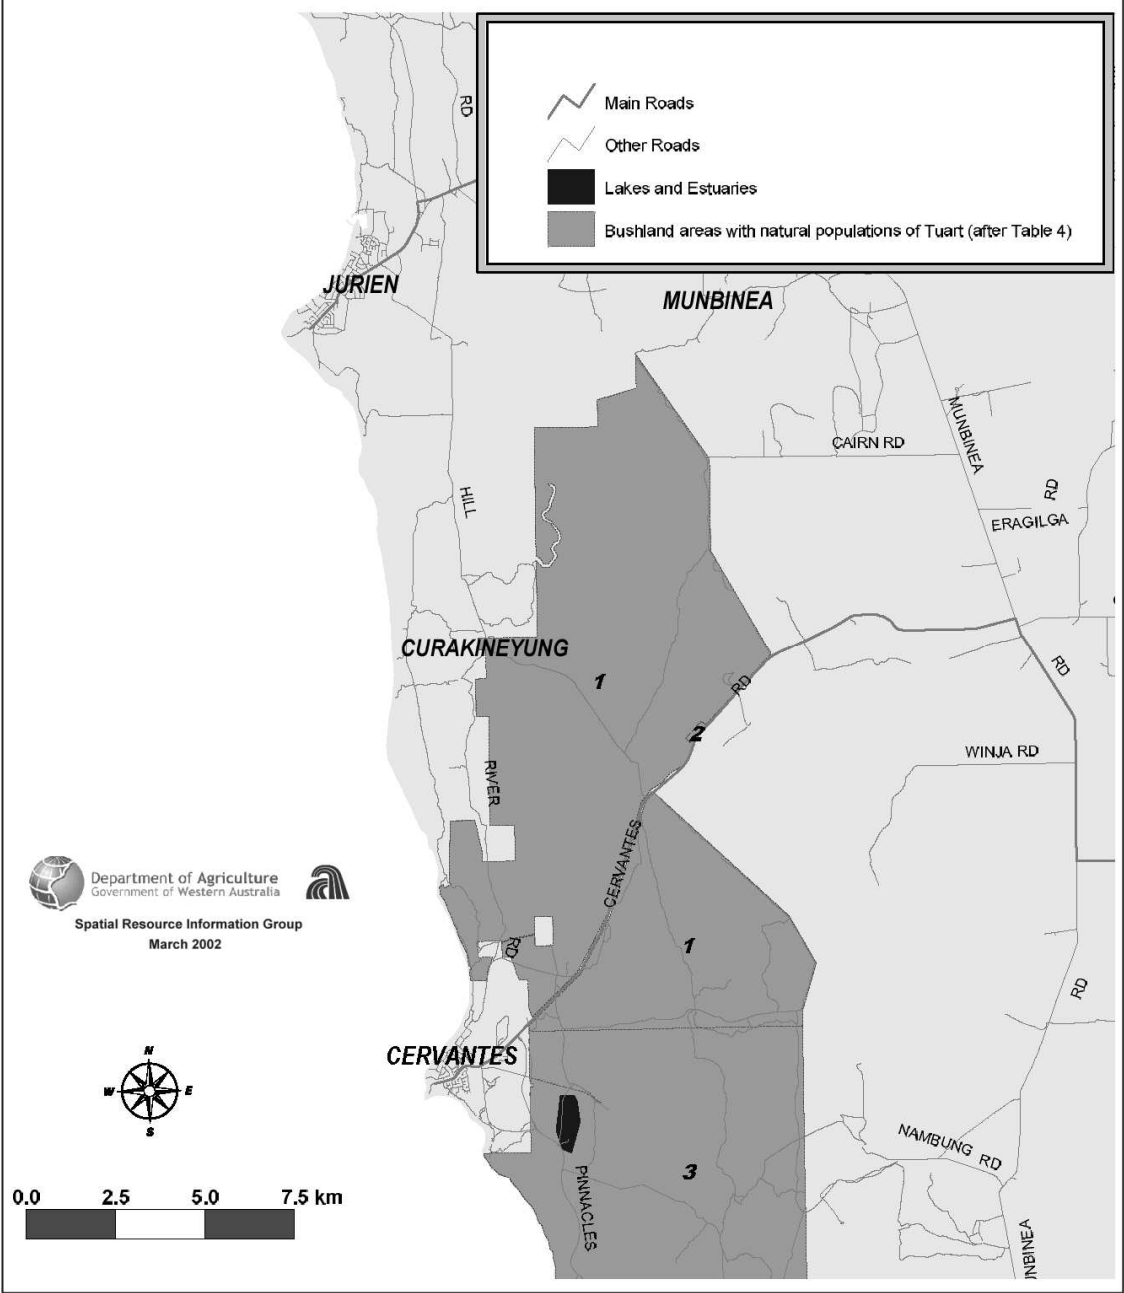 RD
Main Roads
Other Roads
Lakes and Estuaries
Bushland areas with natural populations of Tuart (after Table 4)
JURIEN
MUNBINEA
MUNBINEA
CAIRN RD
HILL
RD
ERAGILGA
CURAKINEYUNG
1
RD
RD
2
WINJA RD
RIVER
CERVANTES
Department of Agriculture
Government of Western Australia
Spatial Resource Information Group
March 2002
RD
1
RD
CERVANTES
N
W E
S
NAMBUNG RD
3
PINNACLES
0.0 2.5 5.0 7.5 km